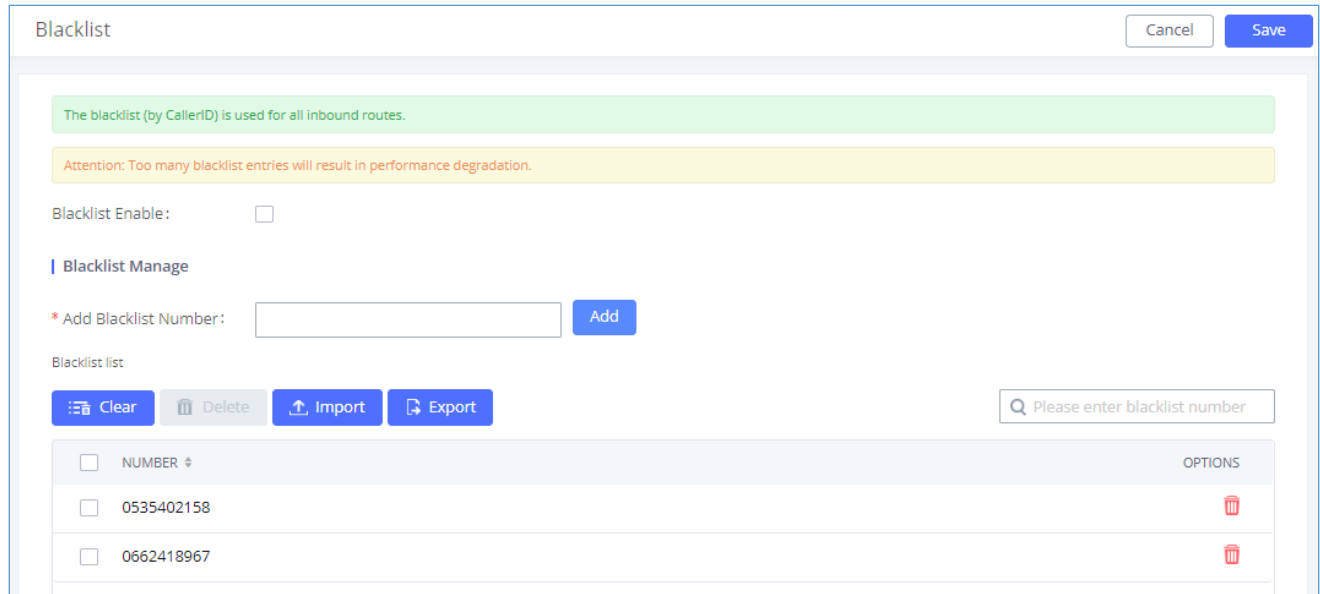 Blacklist
Cancel
Save
The blacklist (by CallerID) is used for all inbound routes.
Attention: Too many blacklist entries will result in performance degradation.
Blacklist Enable:
Blacklist Manage
* Add Blacklist Number:
Add
Blacklist list
Clear
Delete
Import
Export
Please enter blacklist number
NUMBER
OPTIONS
0535402158
0662418967